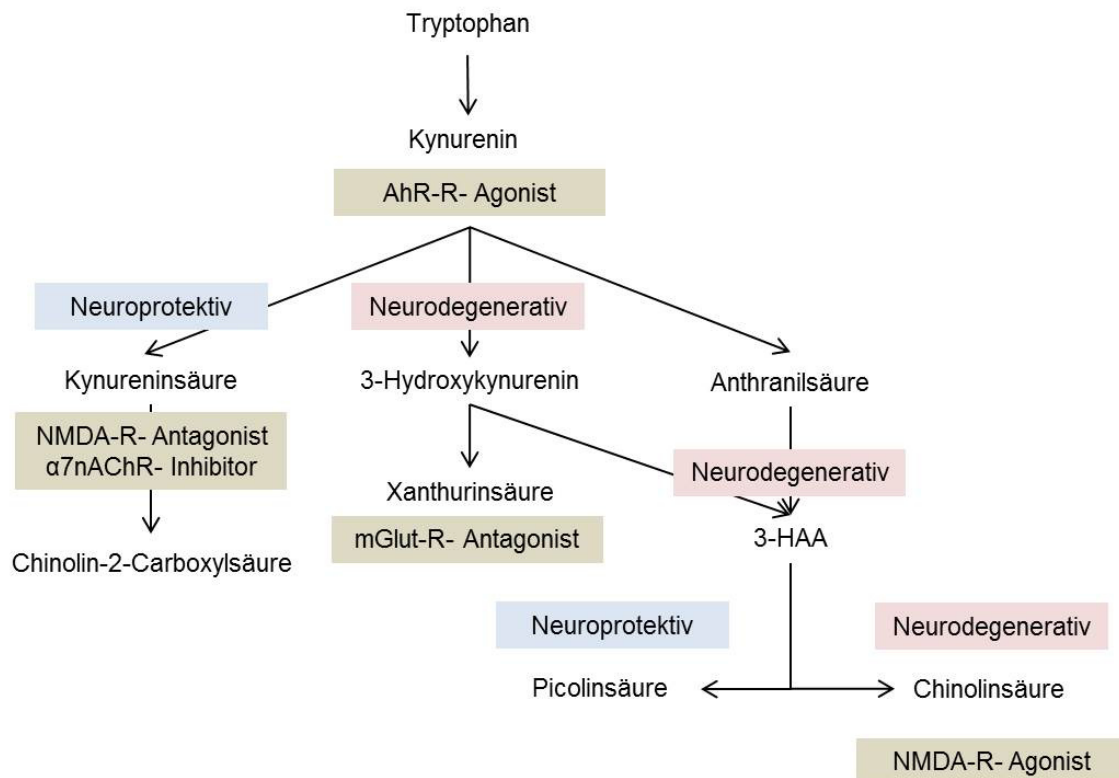 Tryptophan
Kynurenin
AhR-R- Agonist
Neuroprotektiv
Neurodegenerativ
Kynureninsäure
3-Hydroxykynurenin
Anthranilsäure
NMDA-R- Antagonist
α7nAChR- Inhibitor
Neurodegenerativ
Xanthurinsäure
mGlut-R- Antagonist
3-HAA
Chinolin-2-Carboxylsäure
Neuroprotektiv
Neurodegenerativ
Picolinsäure
Chinolinsäure
NMDA-R- Agonist